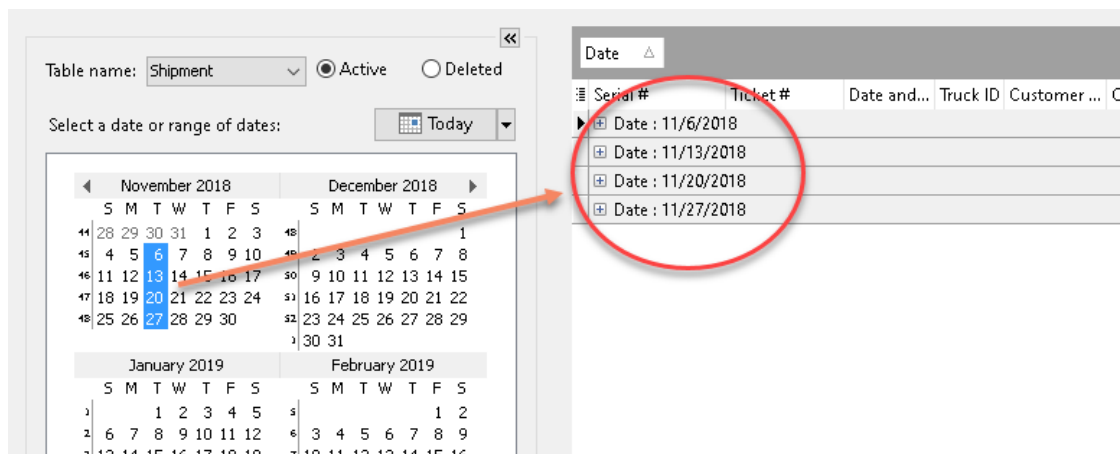 Table name: Shipment Active Deleted
Select a date or range of dates: Today
November 2018 December 2018
S M T W T F S S M T W T F S
44 28 29 30 31 1 2 3 48 1
45 4 5 6 7 8 9 10 49 2 3 4 5 6 7 8
46 11 12 13 14 15 16 17 50 9 10 11 12 13 14 15
47 18 19 20 21 22 23 24 51 16 17 18 19 20 21 22
48 25 26 27 28 29 30 52 23 24 25 26 27 28 29
1 30 31
January 2019 February 2019
S M T W T F S S M T W T F S
1 1 2 3 4 5 5 1 2
2 6 7 8 9 10 11 12 6 3 4 5 6 7 8 9
Date
Serial # Ticket # Date and... Truck ID Customer ...
Date : 11/6/2018
Date : 11/13/2018
Date : 11/20/2018
Date : 11/27/2018